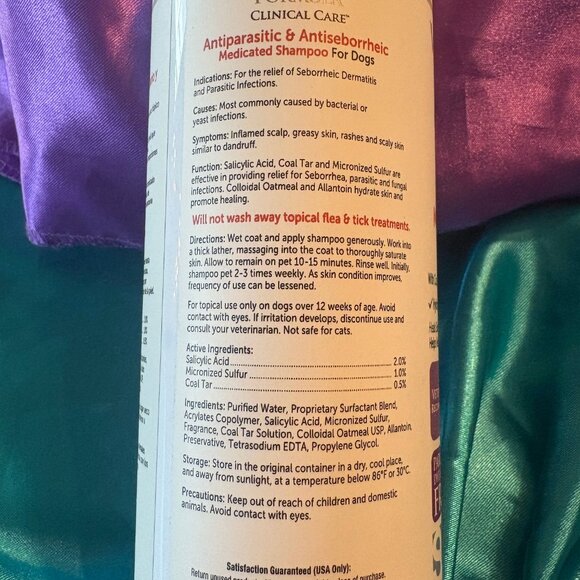 CLINICAL CARE™
Antiparasitic & Antiseborrheic
Medicated Shampoo For Dogs
Indications: For the relief of Seborrheic Dermatitis
and Parasitic Infections.
Causes: Most commonly caused by bacterial or
yeast infections.
Symptoms: Inflamed scalp, greasy skin, rashes and scaly skin
similar to dandruff.
Function: Salicylic Acid, Coal Tar and Micronized Sulfur are
effective in providing relief for Seborrhea, parasitic and fungal
infections. Colloidal Oatmeal and Allantoin hydrate skin and
promote healing.
Will not wash away topical flea & tick treatments.
Directions: Wet coat and apply shampoo generously. Work into
a thick lather, massaging into the coat to thoroughly saturate
skin. Allow to remain on pet 10-15 minutes. Rinse well. Initially,
shampoo pet 2-3 times weekly. As skin condition improves,
frequency of use can be lessened.
For topical use only on dogs over 12 weeks of age. Avoid
contact with eyes. If irritation develops, discontinue use and
consult your veterinarian. Not safe for cats.
Active Ingredients:
Salicylic Acid 2.0%
Micronized Sulfur 1.0%
Coal Tar 0.5%
Ingredients: Purified Water, Proprietary Surfactant Blend,
Acrylates Copolymer, Salicylic Acid, Micronized Sulfur,
Fragrance, Coal Tar Solution, Colloidal Oatmeal USP, Allantoin,
Preservative, Tetrasodium EDTA, Propylene Glycol.
Storage: Store in the original container in a dry, cool place,
and away from sunlight, at a temperature below 86°F or 30°C.
Precautions: Keep out of reach of children and domestic
animals. Avoid contact with eyes.
Satisfaction Guaranteed (USA Only):
Return unused of purchase.